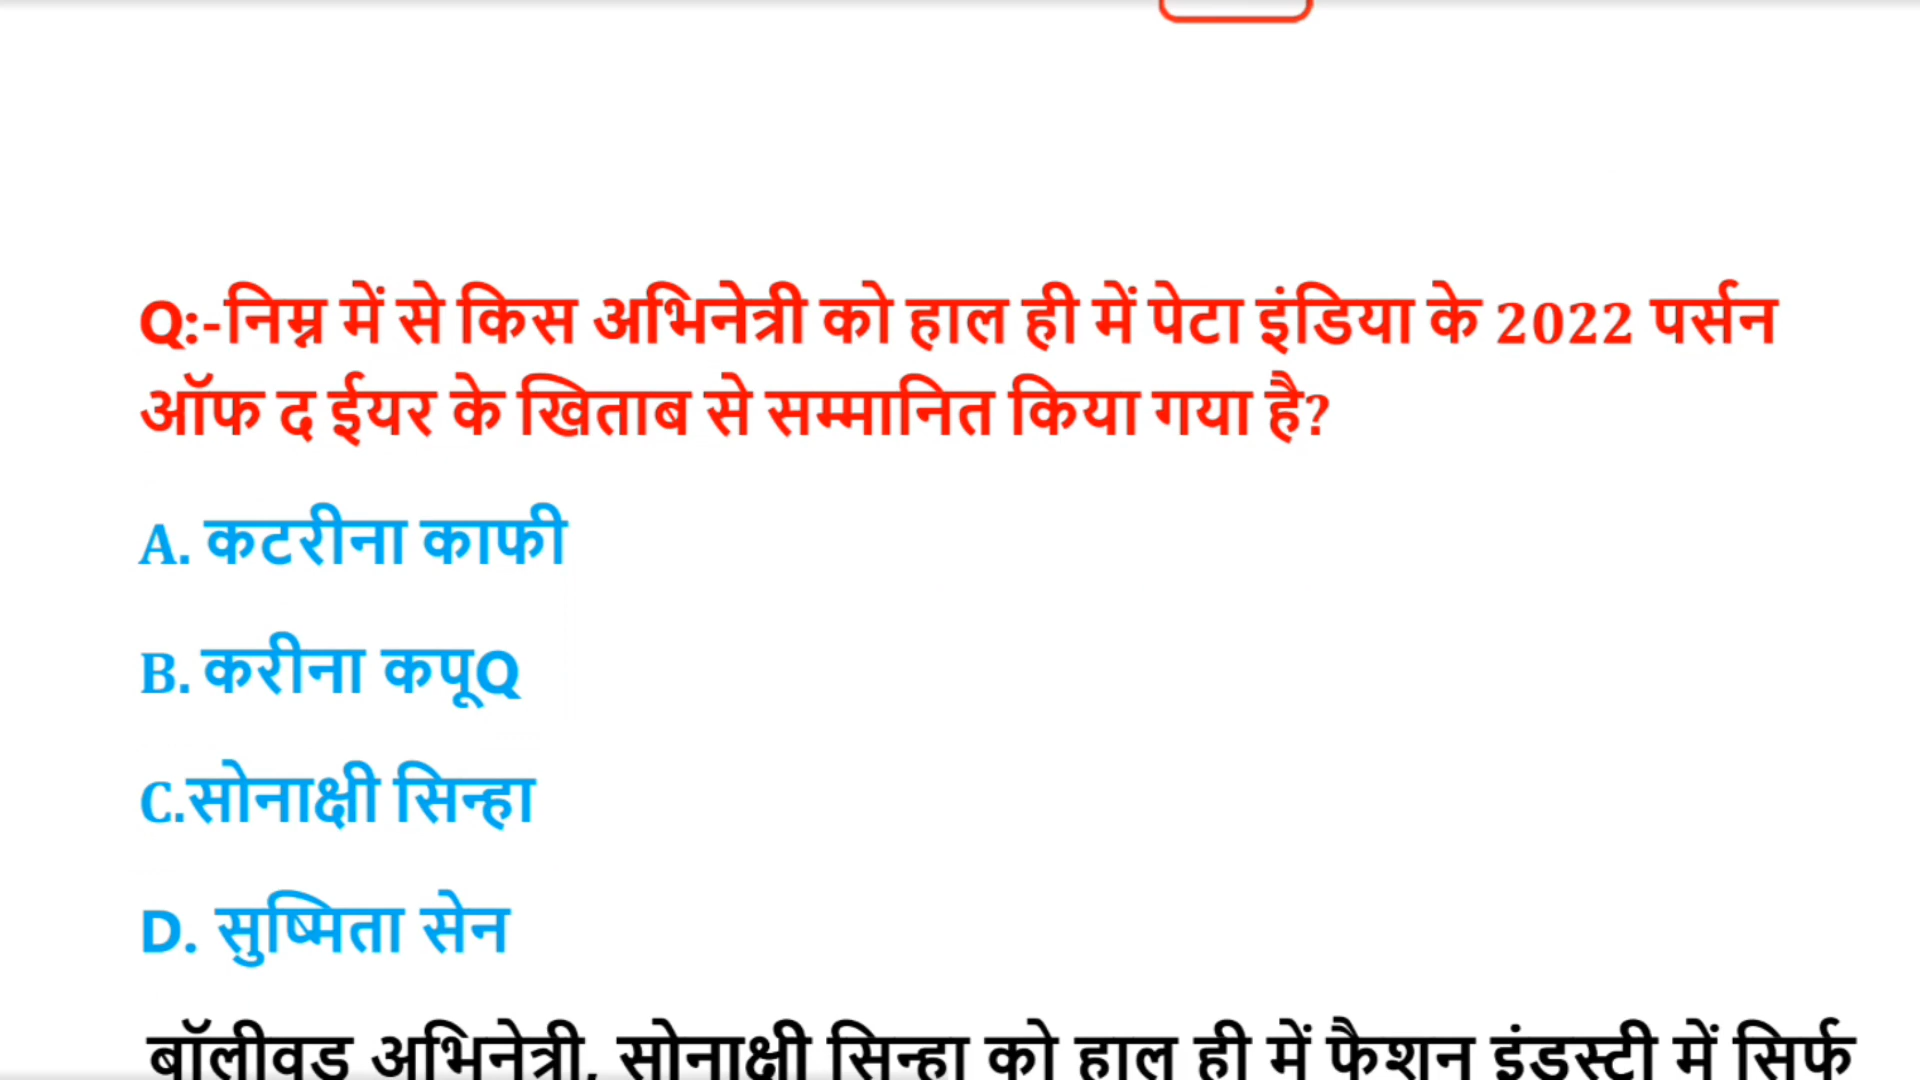 Q:-निम्न में से किस अभिनेत्री को हाल ही में पेटा इंडिया के 2022 पर्सन
ऑफ द ईयर के खिताब से सम्मानित किया गया है?
A. कटरीना काफी
B. करीना कपूQ
C.सोनाक्षी सिन्हा
D. सुष्मिता सेन
बॉलीवुड अभिनेत्री, सोनाक्षी सिन्हा को हाल ही में फैशन इंडस्ट्री में सिर्फ